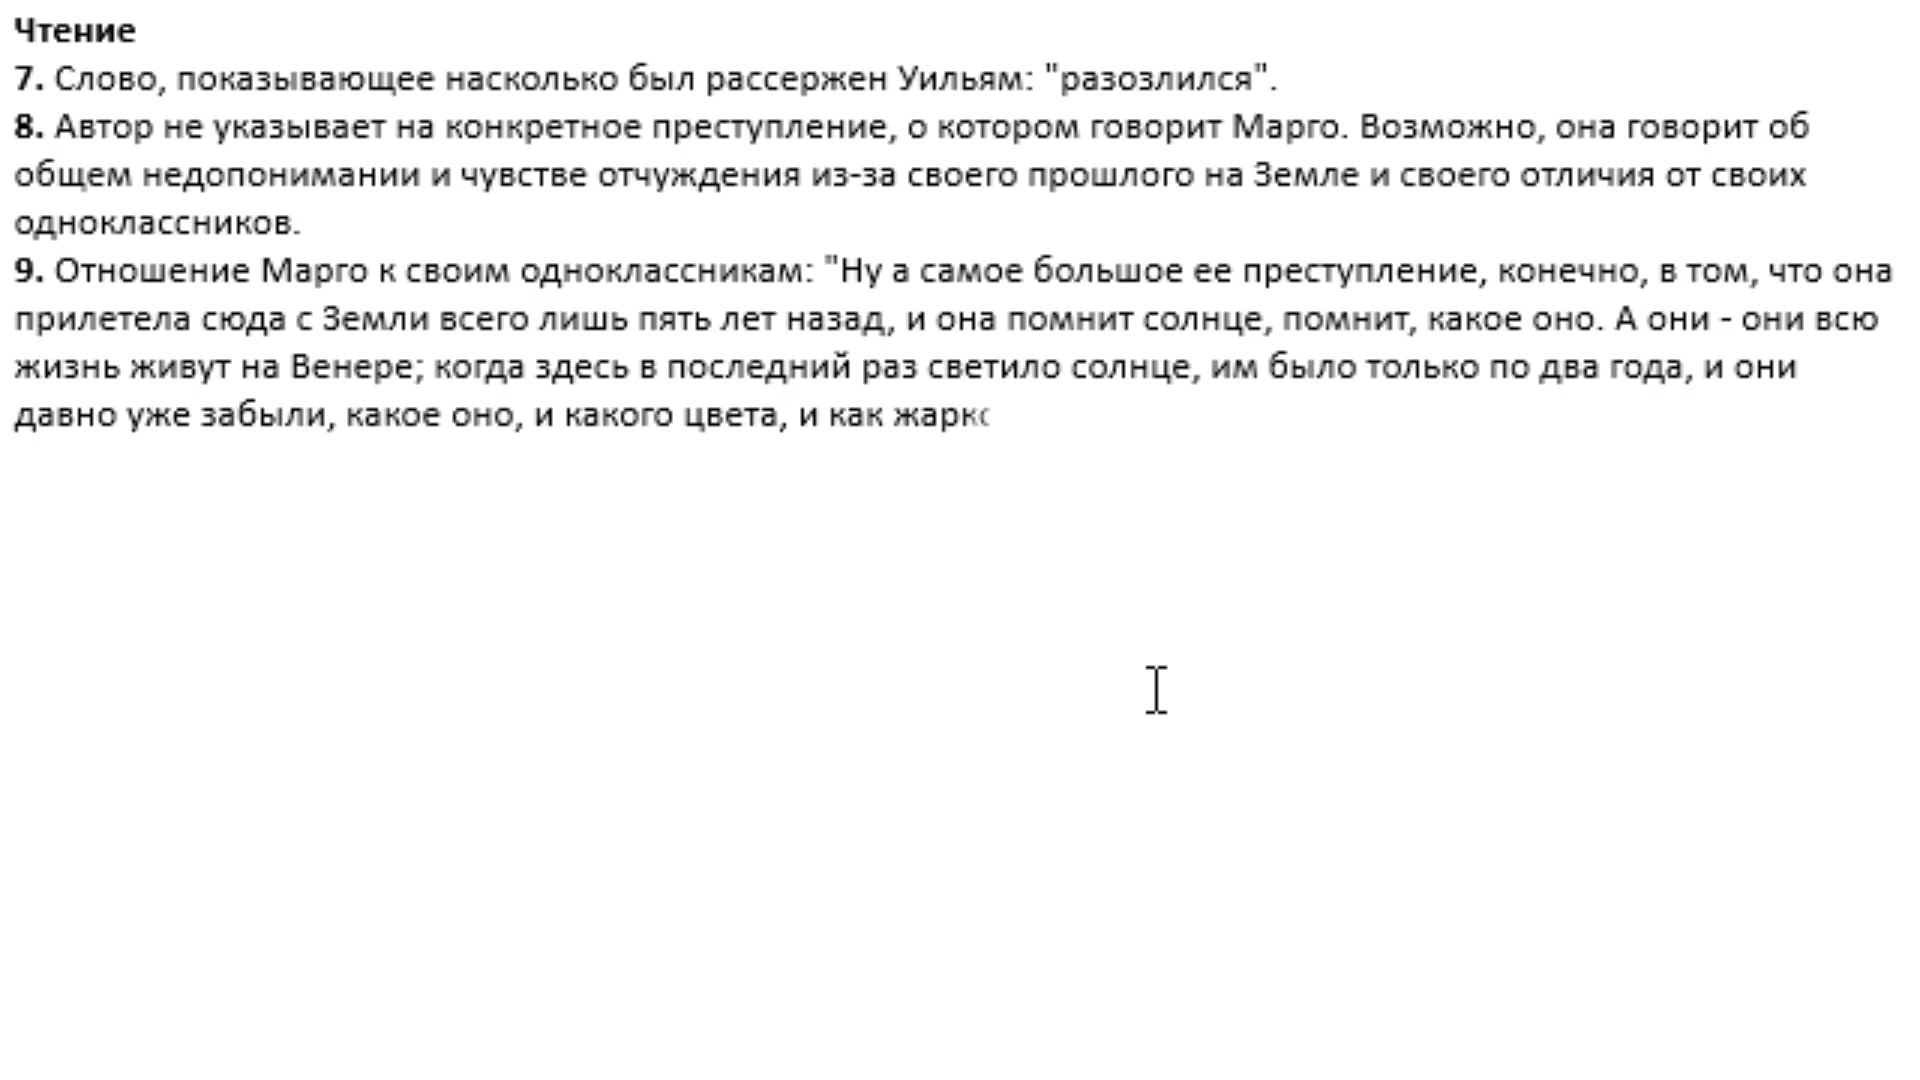 Чтение
7. Слово, показывающее насколько был рассержен Уильям: "разозлился".
8. Автор не указывает на конкретное преступление, о котором говорит Марго. Возможно, она говорит об
общем недопонимании и чувстве отчуждения из-за своего прошлого на Земле и своего отличия от своих
одноклассников.
9. Отношение Марго к своим одноклассникам: "Ну а самое большое ее преступление, конечно, в том, что она
прилетела сюда с Земли всего лишь пять лет назад, и она помнит солнце, помнит, какое оно. А они - они всю
жизнь живут на Венере; когда здесь в последний раз светило солнце, им было только по два года, и они
давно уже забыли, какое оно, и какого цвета, и как жарко